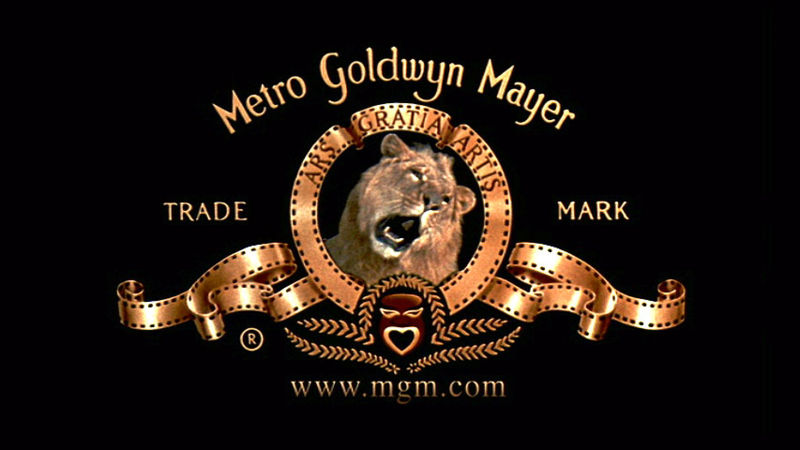 Metro Goldwyn Mayer
ARS GRATIA ARTIS
TRADE MARK
®
www.mgm.com